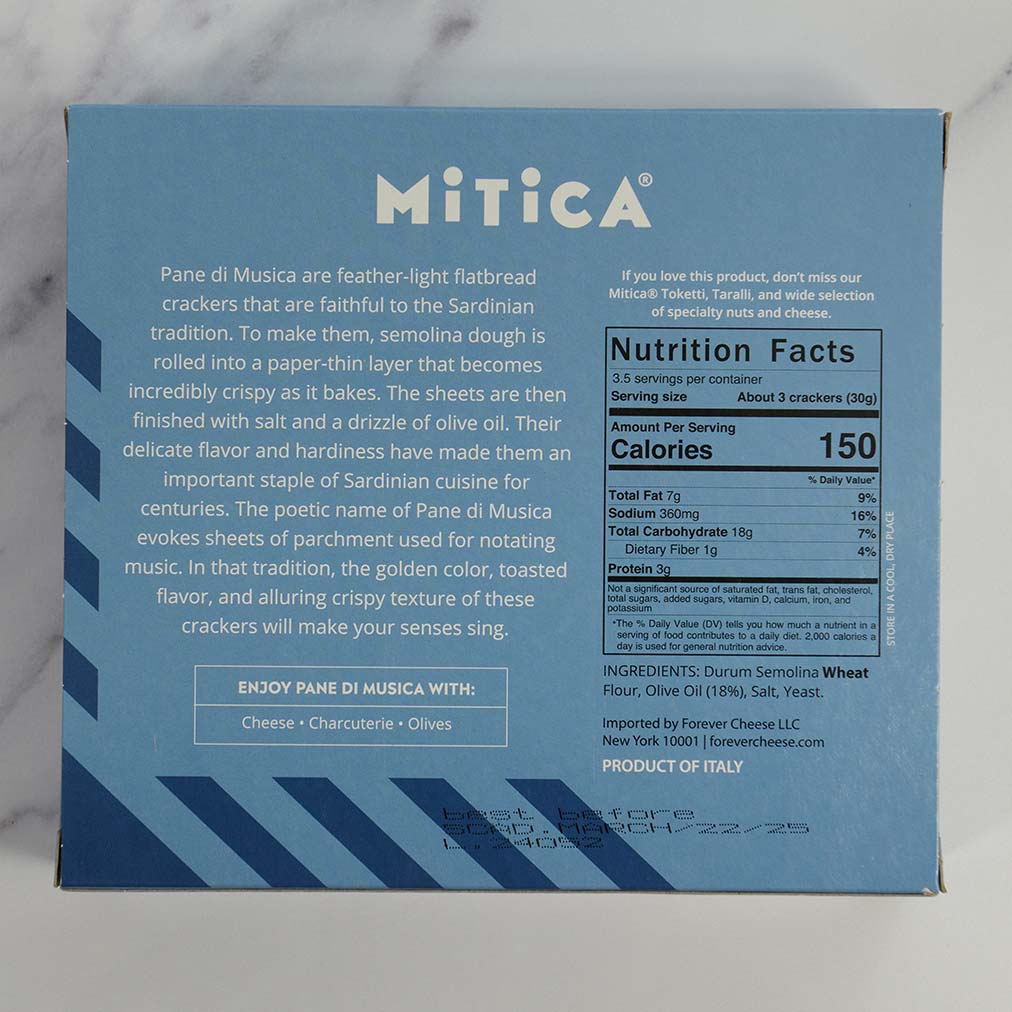 MiTiCA®
Pane di Musica are feather-light flatbread
crackers that are faithful to the Sardinian
tradition. To make them, semolina dough is
rolled into a paper-thin layer that becomes
incredibly crispy as it bakes. The sheets are then
finished with salt and a drizzle of olive oil. Their
delicate flavor and hardiness have made them an
important staple of Sardinian cuisine for
centuries. The poetic name of Pane di Musica
evokes sheets of parchment used for notating
music. In that tradition, the golden color, toasted
flavor, and alluring crispy texture of these
crackers will make your senses sing.
ENJOY PANE DI MUSICA WITH:
Cheese • Charcuterie • Olives
If you love this product, don't miss our
Mitica® Toketti, Taralli, and wide selection
of specialty nuts and cheese.
Nutrition Facts
3.5 servings per container
Serving size About 3 crackers (30g)
Amount Per Serving
Calories 150
% Daily Value*
Total Fat 7g 9%
Sodium 360mg 16%
Total Carbohydrate 18g 7%
Dietary Fiber 1g 4%
Protein 3g
Not a significant source of saturated fat, trans fat, cholesterol,
total sugars, added sugars, vitamin D, calcium, iron, and
potassium
*The % Daily Value (DV) tells you how much a nutrient in a
serving of food contributes to a daily diet. 2,000 calories a
day is used for general nutrition advice.
STORE IN A COOL, DRY PLACE
INGREDIENTS: Durum Semolina Wheat
Flour, Olive Oil (18%), Salt, Yeast.
Imported by Forever Cheese LLC
New York 10001 | forevercheese.com
PRODUCT OF ITALY
best before
SCAD.MARCH/22/25
L.24052